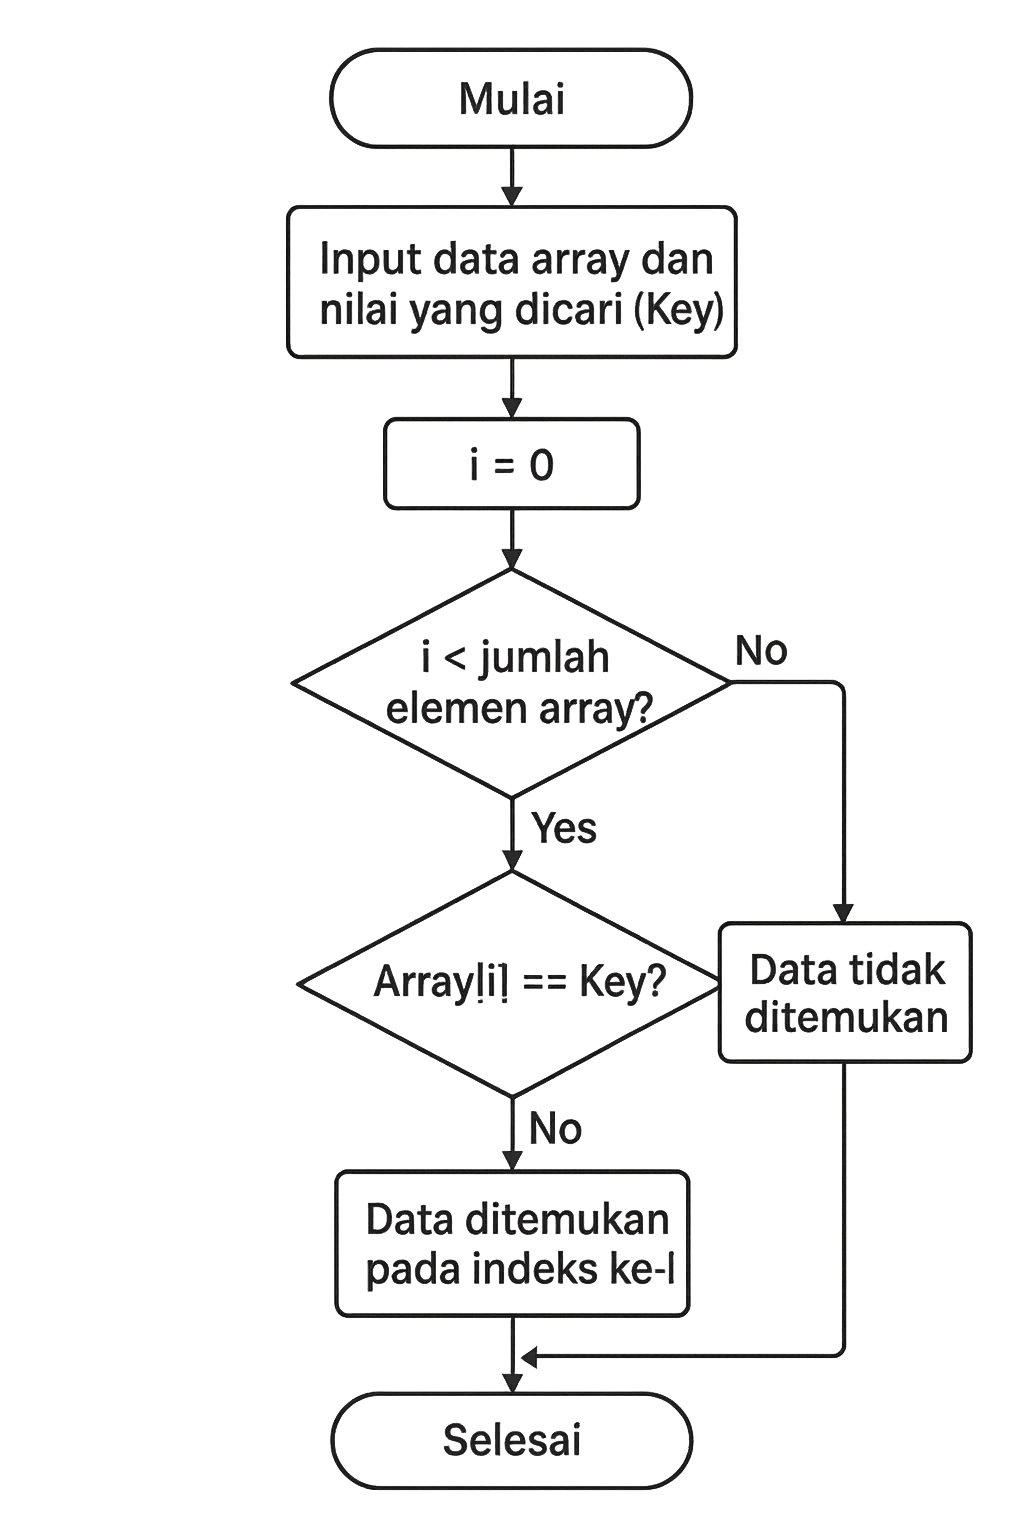 Mulai
Input data array dan
nilai yang dicari (Key)
i = 0
i < jumlah
elemen array?
No
Yes
Array[i] == Key?
Data tidak
ditemukan
No
Data ditemukan
pada indeks ke-l
Selesai